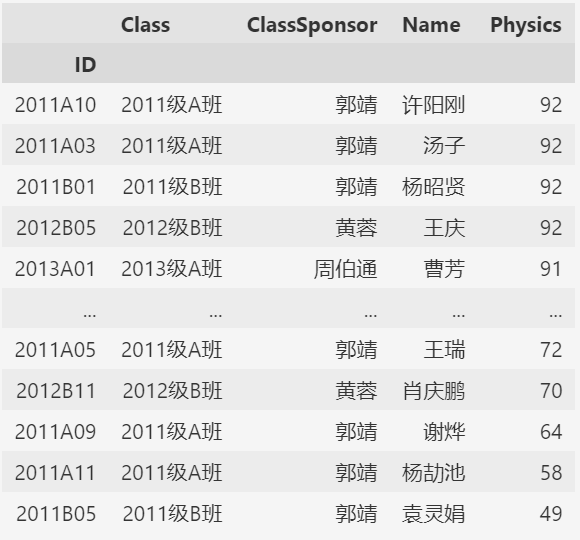 Class ClassSponsor Name Physics
ID
2011A10 2011级A班 郭靖 许阳刚 92
2011A03 2011级A班 郭靖 汤子 92
2011B01 2011级B班 郭靖 杨昭贤 92
2012B05 2012级B班 黄蓉 王庆 92
2013A01 2013级A班 周伯通 曹芳 91
... ... ... ... ...
2011A05 2011级A班 郭靖 王瑞 72
2012B11 2012级B班 黄蓉 肖庆鹏 70
2011A09 2011级A班 郭靖 谢烨 64
2011A11 2011级A班 郭靖 杨劼池 58
2011B05 2011级B班 郭靖 袁灵娟 49